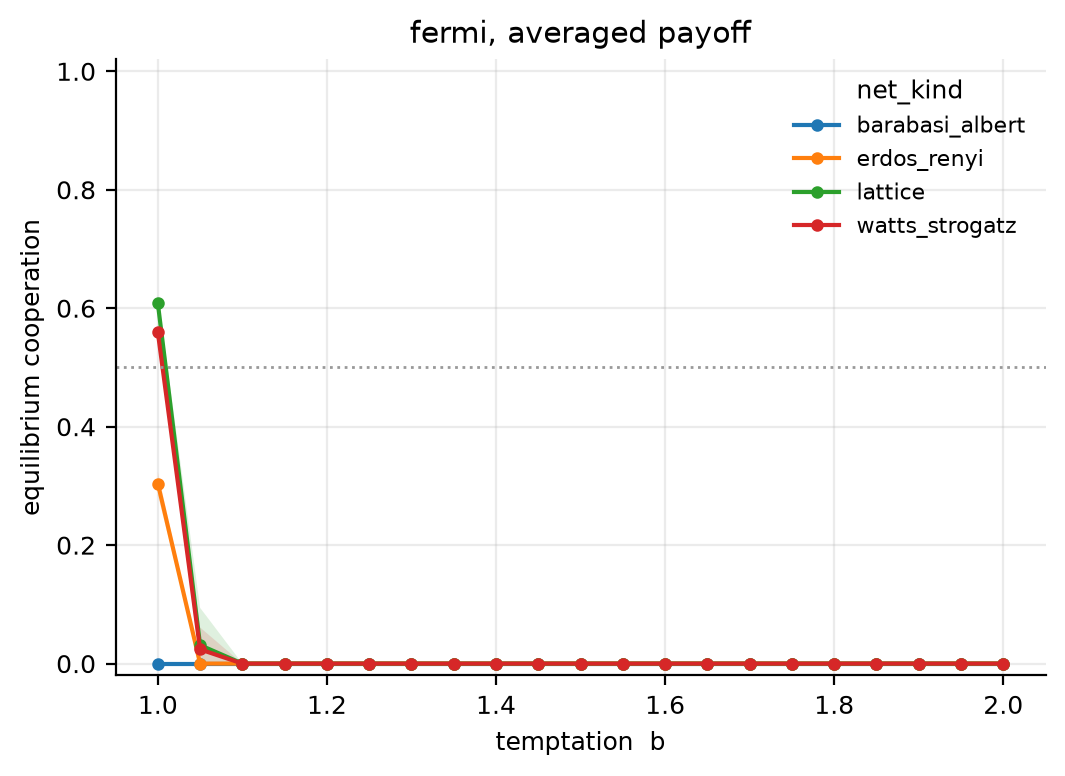 fermi, averaged payoff
net_kind
barabasi_albert
erdos_renyi
lattice
watts_strogatz
equilibrium cooperation
1.0
0.8
0.6
0.4
0.2
0.0
1.0 1.2 1.4 1.6 1.8 2.0
temptation b